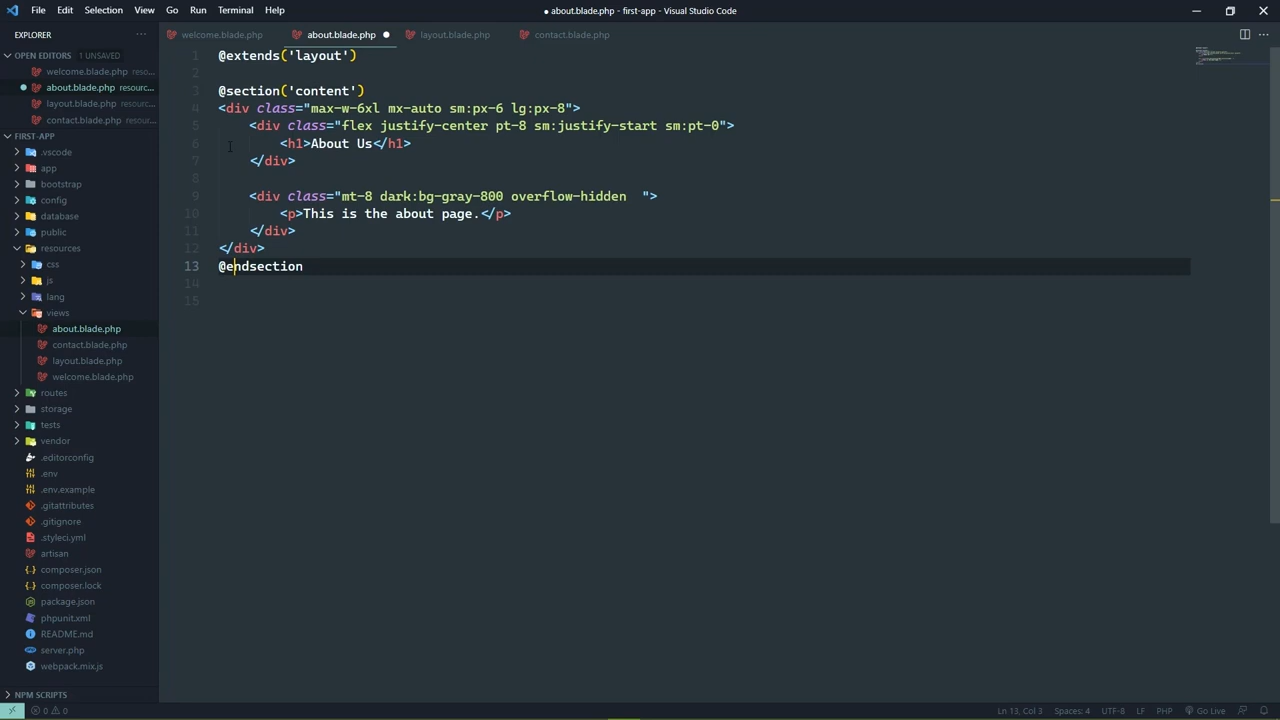 File Edit Selection View Go Run Terminal Help
● about.blade.php - first-app - Visual Studio Code
EXPLORER
OPEN EDITORS 1 UNSAVED
welcome.blade.php resou...
about.blade.php resourc...
layout.blade.php resourc...
contact.blade.php resou...
FIRST-APP
.vscode
app
bootstrap
config
database
public
resources
css
js
lang
views
about.blade.php
contact.blade.php
layout.blade.php
welcome.blade.php
routes
storage
tests
vendor
.editorconfig
.env
.env.example
.gitattributes
.gitignore
.styleci.yml
artisan
composer.json
composer.lock
package.json
phpunit.xml
README.md
server.php
webpack.mix.js
NPM SCRIPTS
welcome.blade.php about.blade.php layout.blade.php contact.blade.php
1 @extends('layout')
2
3 @section('content')
4 <div class="max-w-6xl mx-auto sm:px-6 lg:px-8">
5 <div class="flex justify-center pt-8 sm:justify-start sm:pt-0">
6 <h1>About Us</h1>
7 </div>
8
9 <div class="mt-8 dark:bg-gray-800 overflow-hidden  ">
10 <p>This is the about page.</p>
11 </div>
12 </div>
13 @endsection
14
15
0 0
Ln 13, Col 3 Spaces: 4 UTF-8 LF PHP Go Live